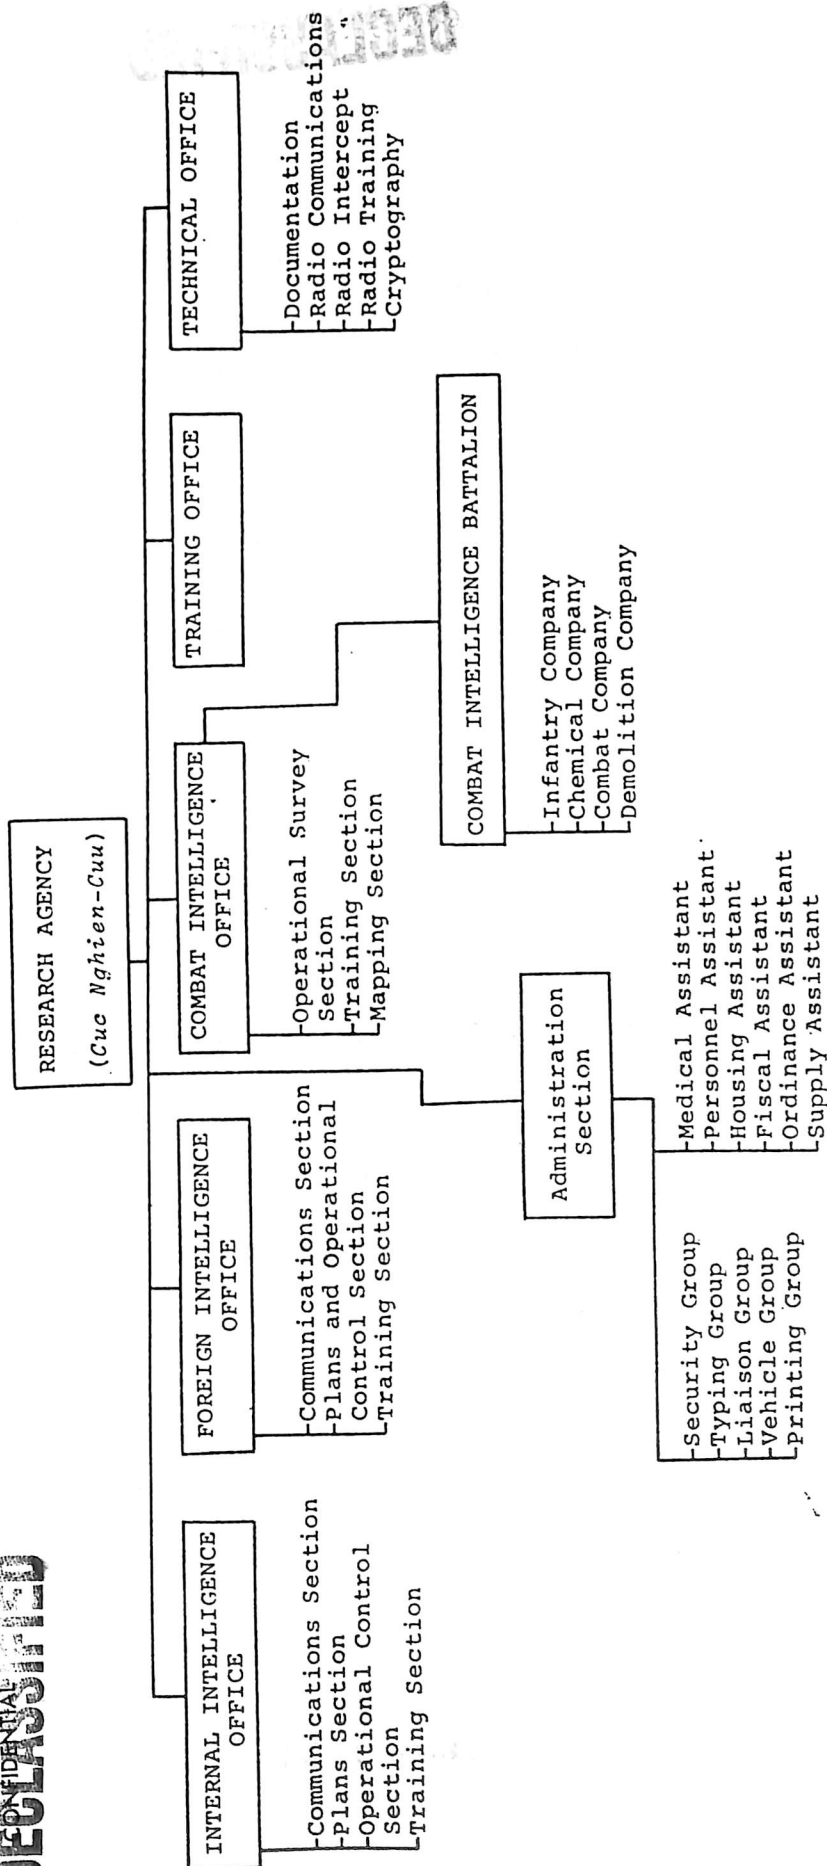 CONFIDENTIAL
DECLASSIFIED
RESEARCH AGENCY
(Cuc Nghien-Cuu)
INTERNAL INTELLIGENCE
OFFICE
Communications Section
Plans Section
Operational Control
Section
Training Section
FOREIGN INTELLIGENCE
OFFICE
Communications Section
Plans and Operational
Control Section
Training Section
COMBAT INTELLIGENCE
OFFICE
Operational Survey
Section
Training Section
Mapping Section
TRAINING OFFICE
TECHNICAL OFFICE
Documentation
Radio Communications
Radio Intercept "
Radio Training
Cryptography
COMBAT INTELLIGENCE BATTALION
Infantry Company
Chemical Company
Combat Company
Demolition Company
Administration
Section
Security Group
Typing Group
Liaison Group
Vehicle Group
Printing Group
Medical Assistant
Personnel Assistant
Housing Assistant
Fiscal Assistant
Ordinance Assistant
Supply Assistant